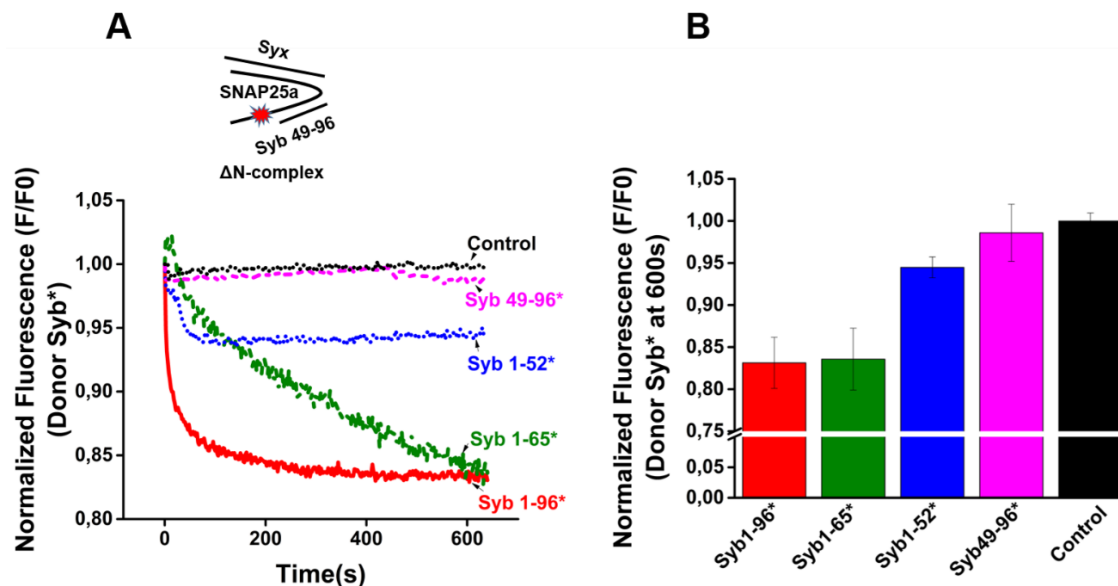 A
Syx
SNAP25a
Syb 49-96
ΔN-complex
Normalized Fluorescence (F/F0)
(Donor Syb*)
1,05
1,00
0,95
0,90
0,85
0,80
Control
Syb 49-96*
Syb 1-52*
Syb 1-65*
Syb 1-96*
0
200
400
600
Time(s)
B
Normalized Fluorescence (F/F0)
(Donor Syb* at 600s)
1,05
1,00
0,95
0,90
0,85
0,80
0,75
0,05
0,00
Syb1-96*
Syb1-65*
Syb1-52*
Syb49-96*
Control